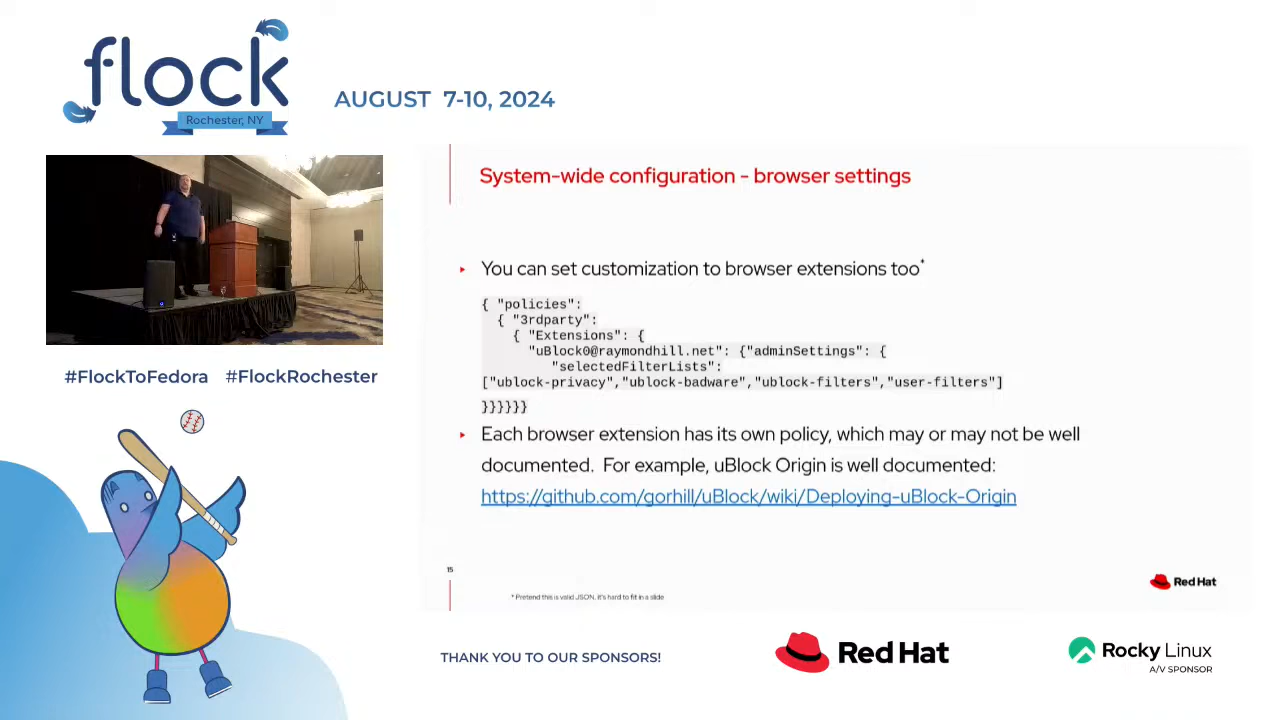 flock
Rochester, NY
AUGUST 7-10, 2024
System-wide configuration - browser settings
You can set customization to browser extensions too*
{ "policies":
{ "3rdparty":
{ "Extensions": {
"uBlock0@raymondhill.net": {"adminSettings": {
"selectedFilterLists":
["ublock-privacy","ublock-badware","ublock-filters","user-filters"]
}}}}}}
Each browser extension has its own policy, which may or may not be well
documented. For example, uBlock Origin is well documented:
https://github.com/gorhill/uBlock/wiki/Deploying-uBlock-Origin
15
* Pretend this is valid JSON, it's hard to fit in a slide
Red Hat
#FlockToFedora #FlockRochester
THANK YOU TO OUR SPONSORS!
Red Hat
Rocky Linux
A/V SPONSOR